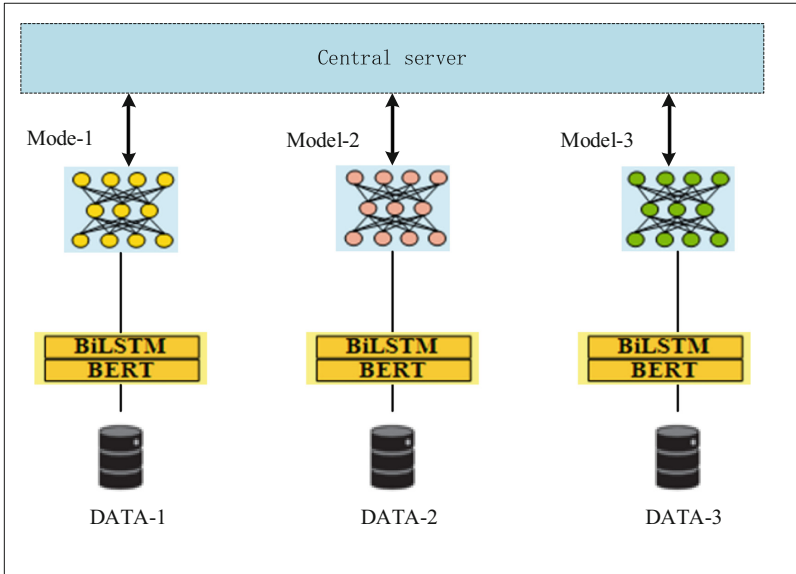 Central server
Mode-1
Model-2
Model-3
BiLSTM
BERT
BiLSTM
BERT
BiLSTM
BERT
DATA-1
DATA-2
DATA-3